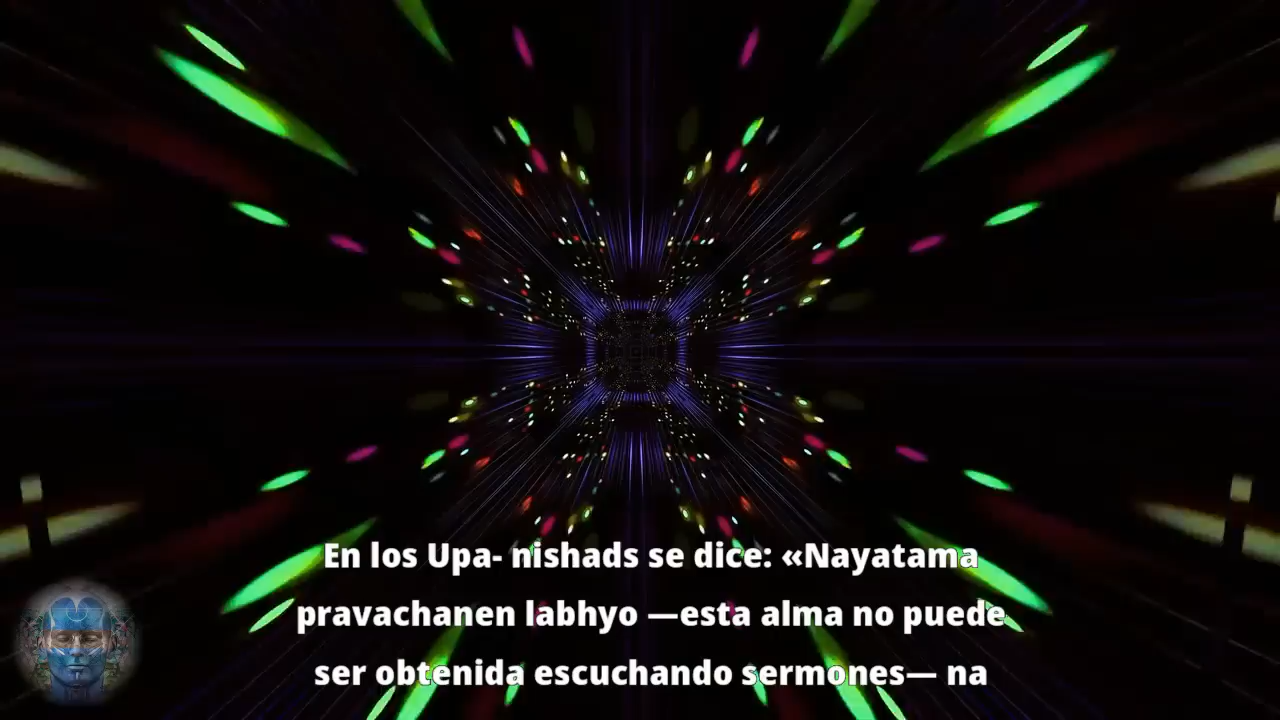 En los Upa- nishads se dice: «Nayatama
pravachanen labhyo —esta alma no puede
ser obtenida escuchando sermones— na